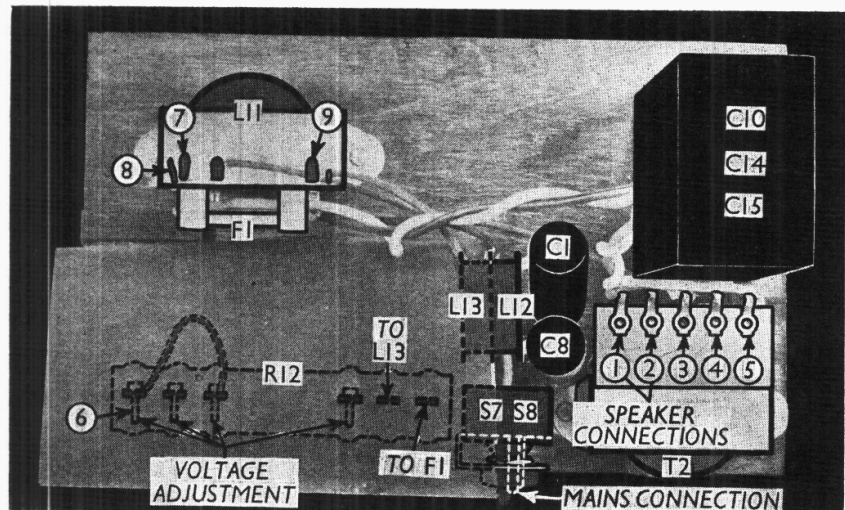 L11
7
9
8
F1
C10
C14
C15
C1
L13
L12
C8
TO
L13
R12
1
2
3
4
5
6
S7
S8
SPEAKER
CONNECTIONS
VOLTAGE
ADJUSTMENT
TO F1
T2
MAINS CONNECTION